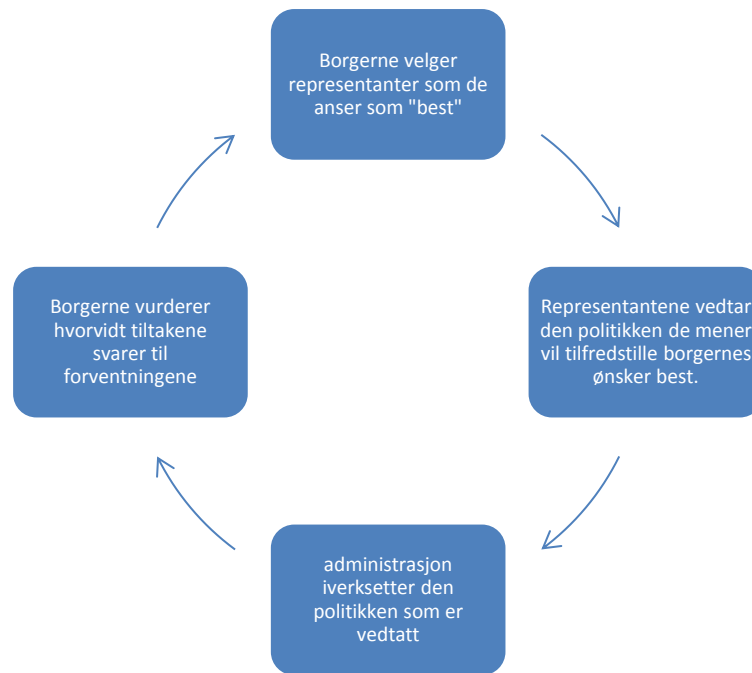 Borgerne velger
representanter som de
anser som "best"
Representantene vedtar
den politikken de mener
vil tilfredstille borgernes
ønsker best.
administrasjon
iverksetter den
politikken som er
vedtatt
Borgerne vurderer
hvorvidt tiltakene
svarer til
forventningene